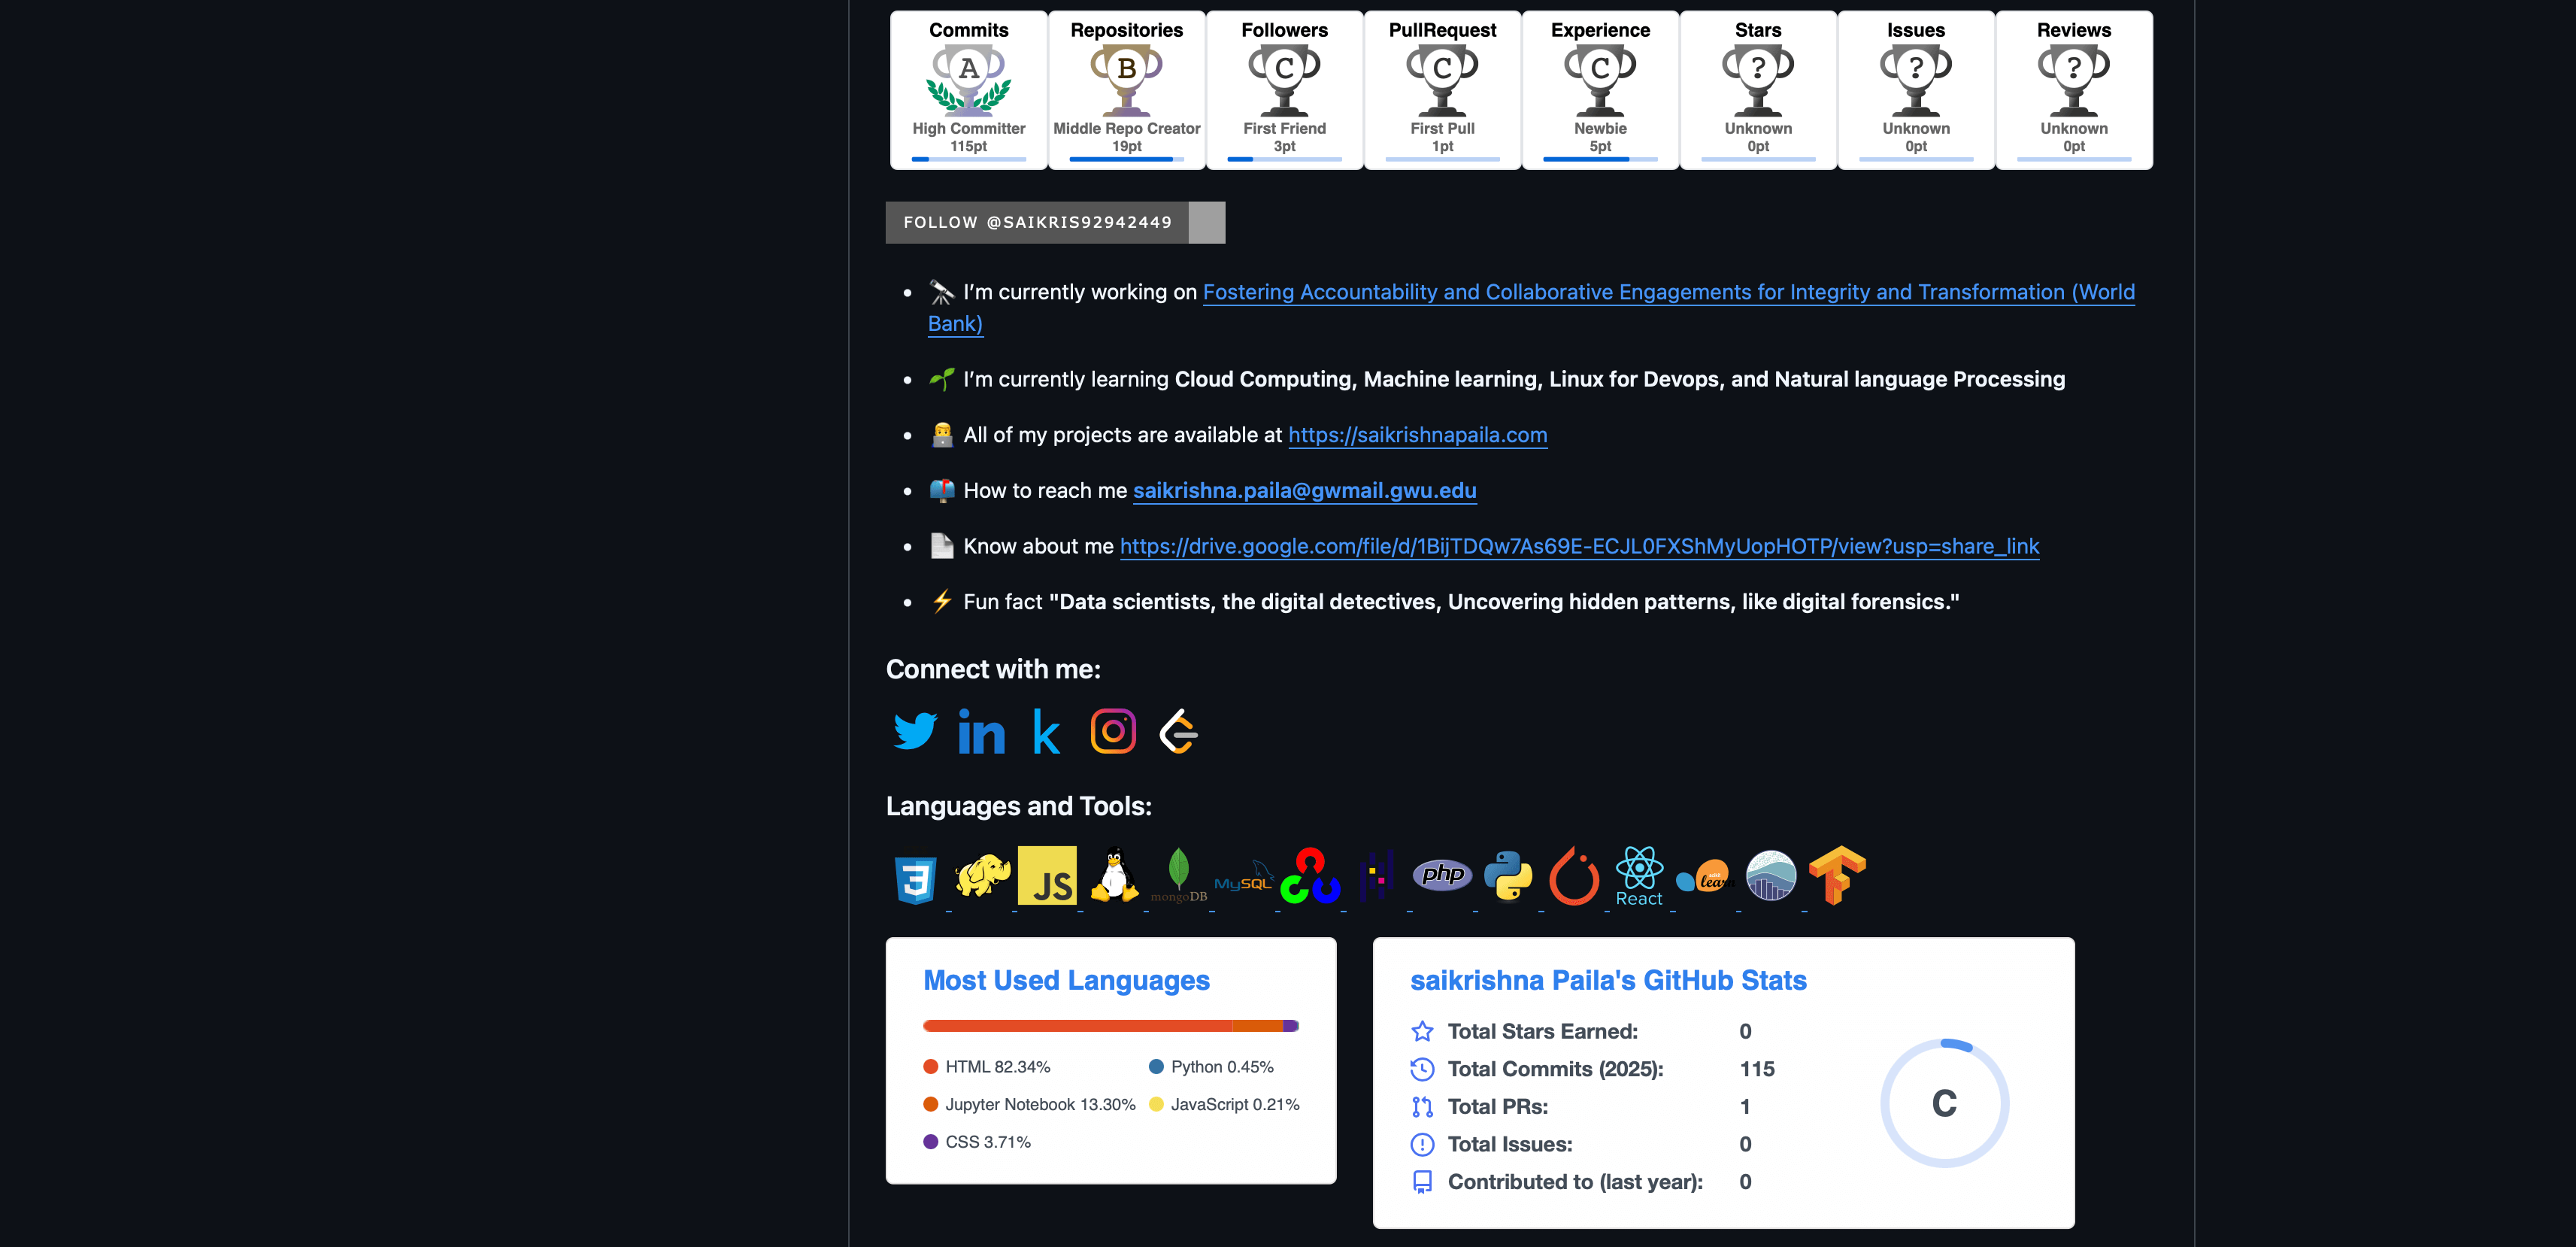 Commits Repositories Followers PullRequest Experience Stars Issues Reviews
A B C C C ? ? ?
High Committer Middle Repo Creator First Friend First Pull Newbie Unknown Unknown Unknown
115pt 19pt 3pt 1pt 5pt 0pt 0pt 0pt
FOLLOW @SAIKRIS92942449
I’m currently working on Fostering Accountability and Collaborative Engagements for Integrity and Transformation (World
Bank)
I’m currently learning Cloud Computing, Machine learning, Linux for Devops, and Natural language Processing
All of my projects are available at https://saikrishnapaila.com
How to reach me saikrishna.paila@gwmail.gwu.edu
Know about me https://drive.google.com/file/d/1BijTDQw7As69E-ECJL0FXShMyUopHOTP/view?usp=share_link
Fun fact "Data scientists, the digital detectives, Uncovering hidden patterns, like digital forensics."
Connect with me:
in k
Languages and Tools:
3 JS mongoDB MySQL php React learn
Most Used Languages
HTML 82.34% Python 0.45%
Jupyter Notebook 13.30% JavaScript 0.21%
CSS 3.71%
saikrishna Paila's GitHub Stats
Total Stars Earned: 0
Total Commits (2025): 115
Total PRs: 1
Total Issues: 0
Contributed to (last year): 0
C